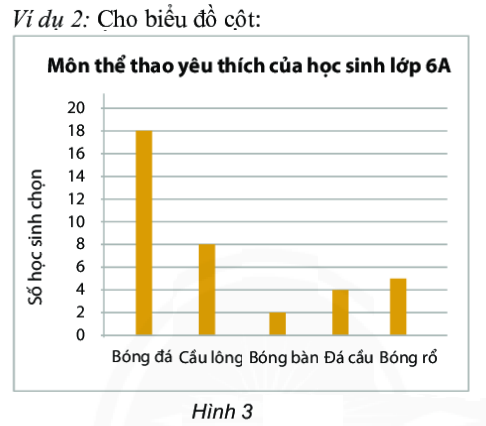 Ví dụ 2: Cho biểu đồ cột:
Môn thể thao yêu thích của học sinh lớp 6A
Số học sinh chọn
20
18
16
14
12
10
8
6
4
2
0
Bóng đá Cầu lông Bóng bàn Đá cầu Bóng rổ
Hình 3